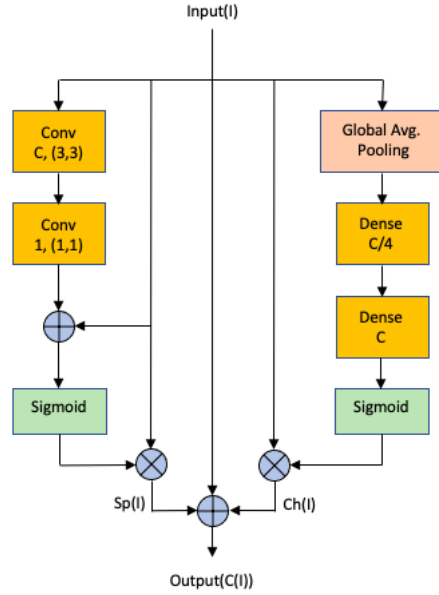 Input(I)
Conv
C, (3,3)
Global Avg.
Pooling
Conv
1, (1,1)
Dense
C/4
Dense
C
Sigmoid
Sigmoid
Sp(I)
Ch(I)
Output(C(I))